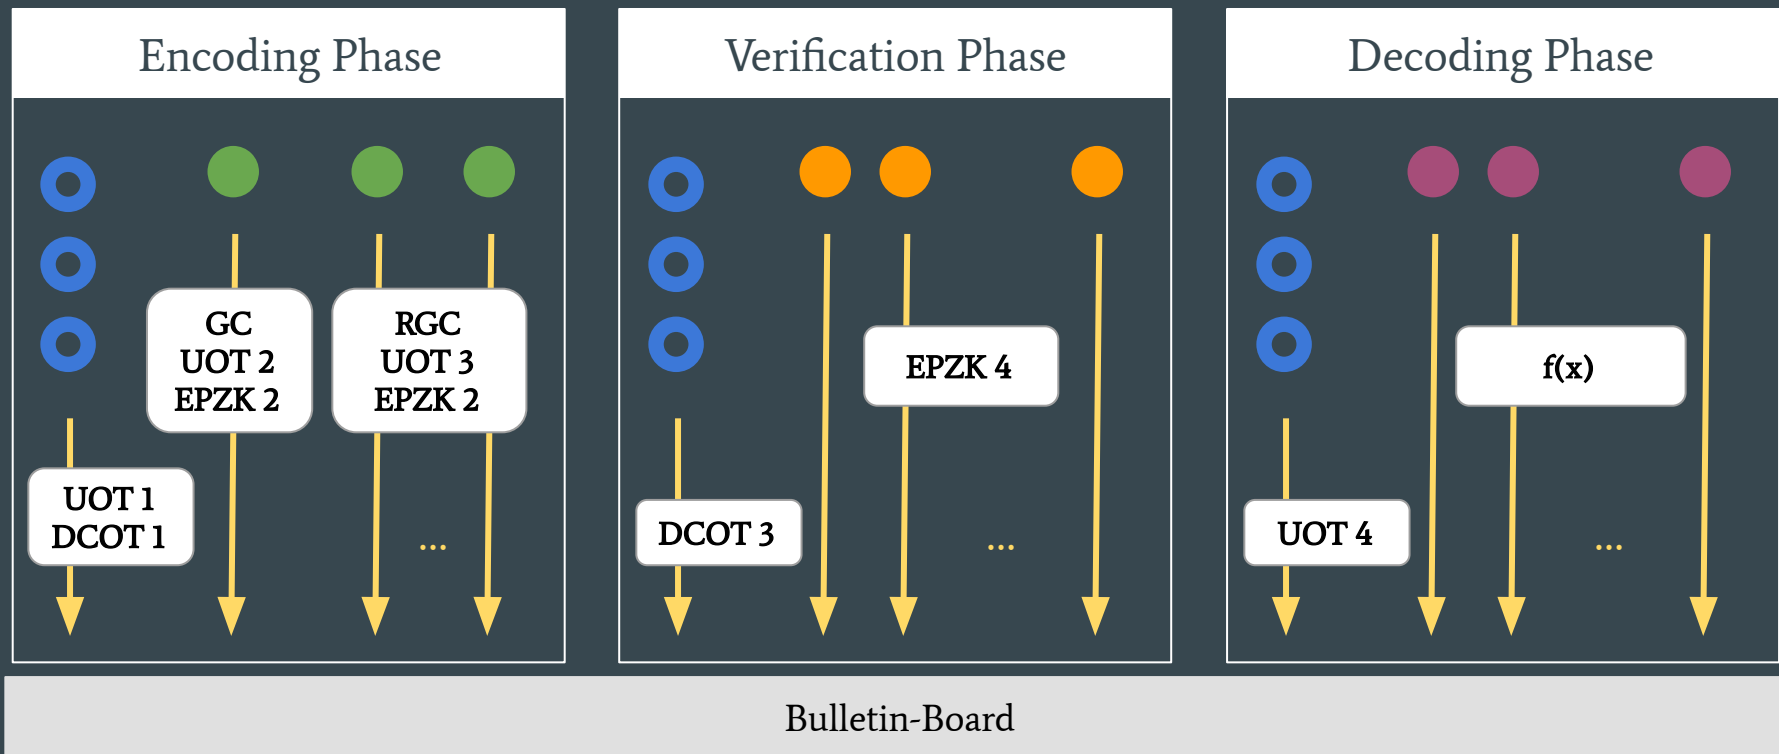 Encoding Phase
GC
UOT 2
EPZK 2
RGC
UOT 3
EPZK 2
UOT 1
DCOT 1
...
Verification Phase
EPZK 4
DCOT 3
...
Decoding Phase
f(x)
UOT 4
...
Bulletin-Board